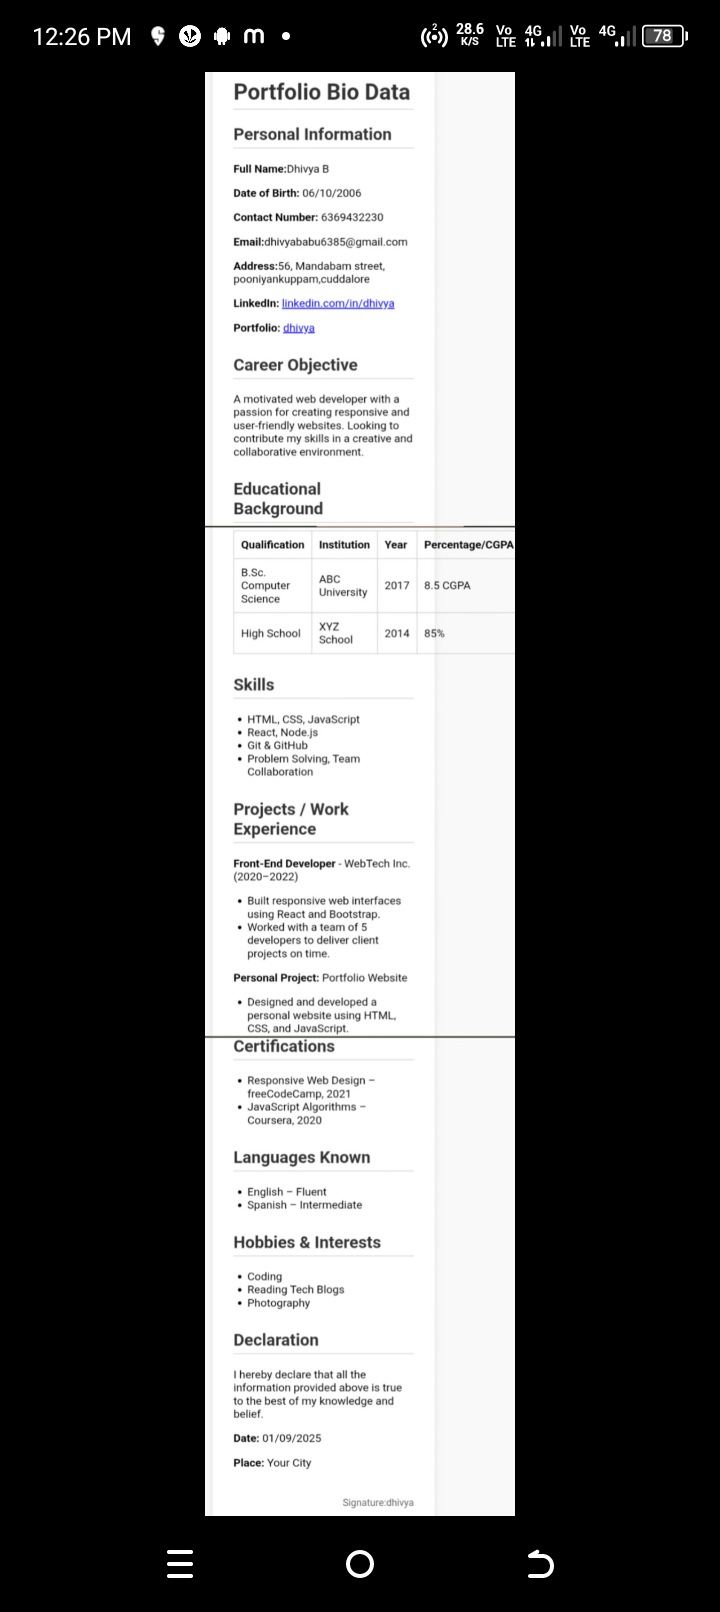 12:26 PM
28.6 K/S Vo LTE 4G Vo LTE 4G 78
Portfolio Bio Data
Personal Information
Full Name:Dhivya B
Date of Birth: 06/10/2006
Contact Number: 6369432230
Email:dhivyababu6385@gmail.com
Address:56, Mandabam street,
pooniyankuppam,cuddalore
LinkedIn: linkedin.com/in/dhivya
Portfolio: dhivya
Career Objective
A motivated web developer with a
passion for creating responsive and
user-friendly websites. Looking to
contribute my skills in a creative and
collaborative environment.
Educational
Background
Qualification Institution Year Percentage/CGPA
B.Sc. Computer Science ABC University 2017 8.5 CGPA
High School XYZ School 2014 85%
Skills
• HTML, CSS, JavaScript
• React, Node.js
• Git & GitHub
• Problem Solving, Team
Collaboration
Projects / Work
Experience
Front-End Developer - WebTech Inc.
(2020–2022)
• Built responsive web interfaces
using React and Bootstrap.
• Worked with a team of 5
developers to deliver client
projects on time.
Personal Project: Portfolio Website
• Designed and developed a
personal website using HTML,
CSS, and JavaScript.
Certifications
• Responsive Web Design –
freeCodeCamp, 2021
• JavaScript Algorithms –
Coursera, 2020
Languages Known
• English – Fluent
• Spanish – Intermediate
Hobbies & Interests
• Coding
• Reading Tech Blogs
• Photography
Declaration
I hereby declare that all the
information provided above is true
to the best of my knowledge and
belief.
Date: 01/09/2025
Place: Your City
Signature:dhivya